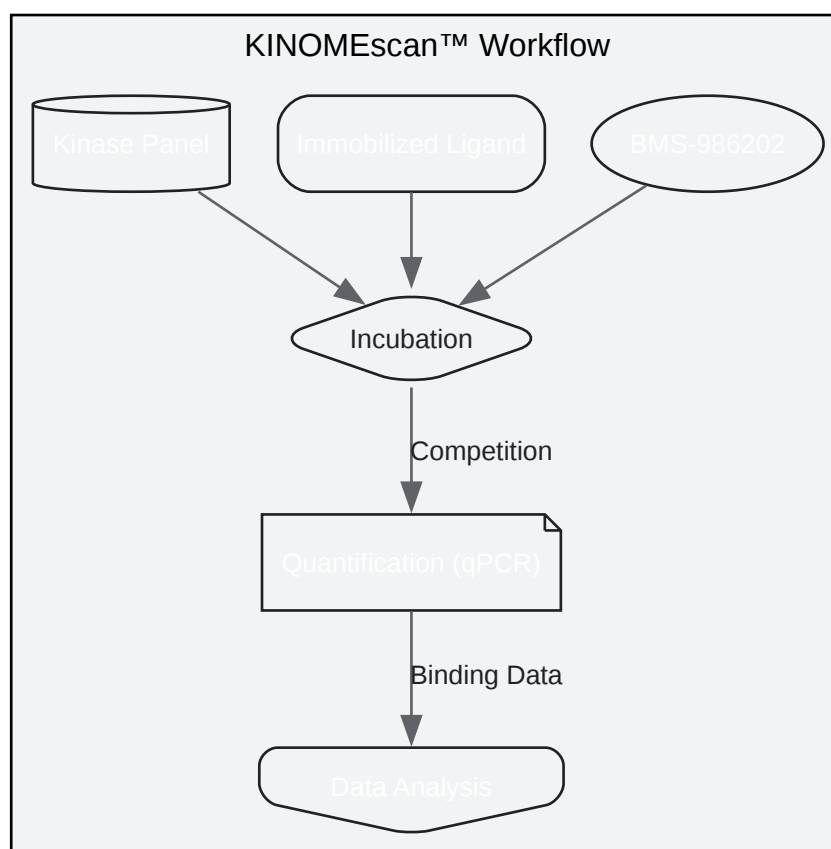 KINOMEscan™ Workflow
Kinase Panel
Immobilized Ligand
BMS-986202
Incubation
Competition
Quantification (qPCR)
Binding Data
Data Analysis